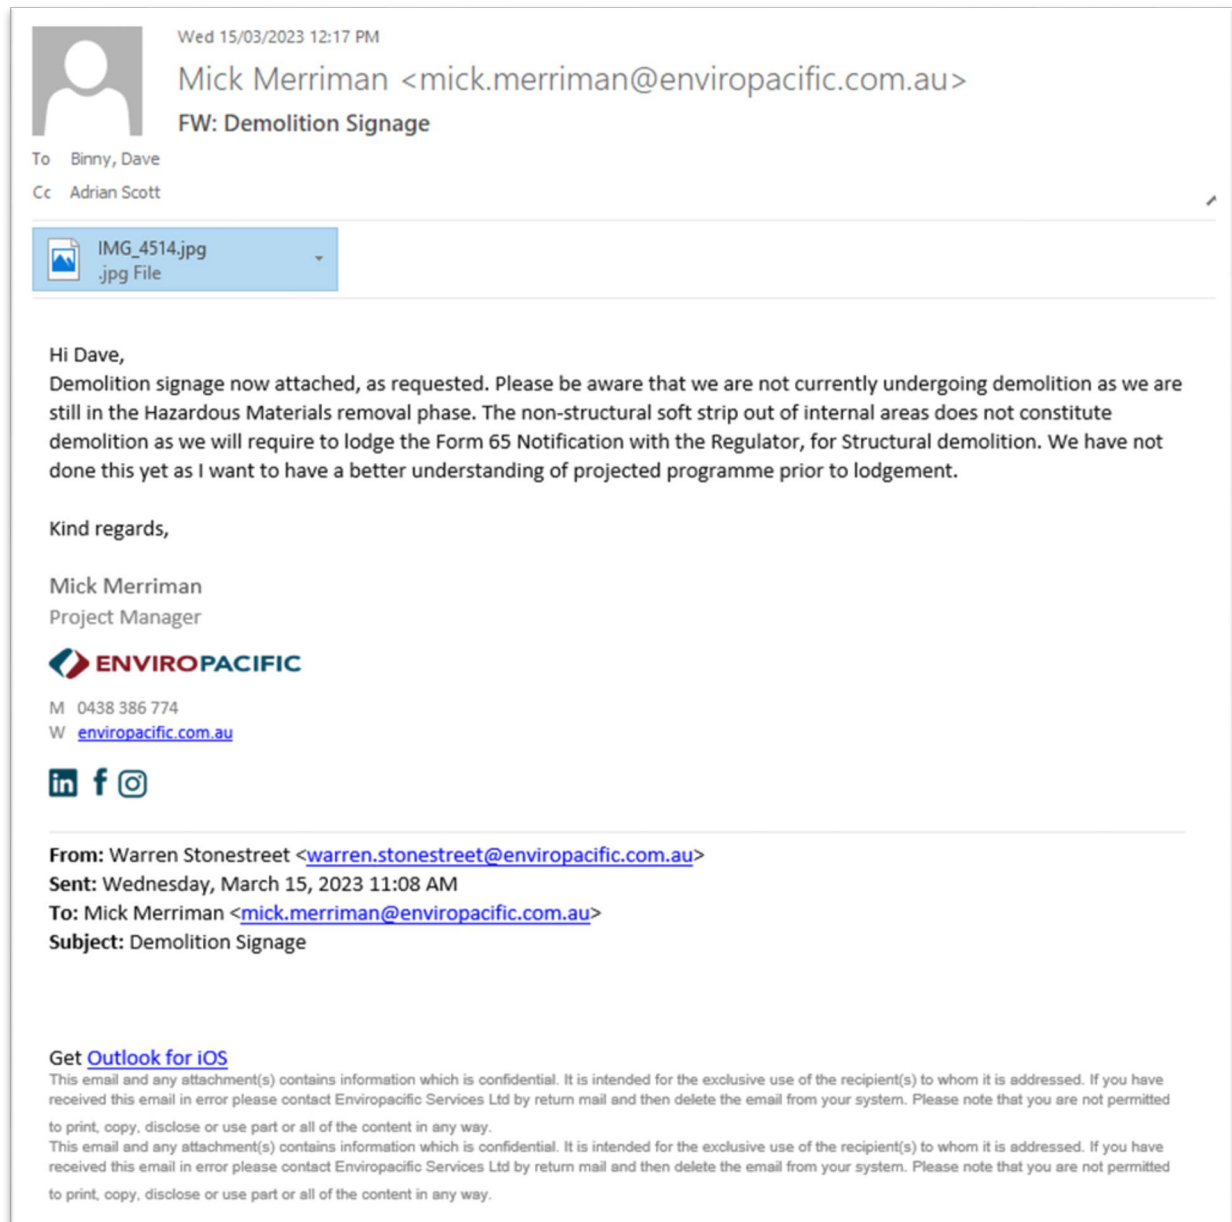 Wed 15/03/2023 12:17 PM
Mick Merriman <mick.merriman@enviropacific.com.au>
FW: Demolition Signage
To Binny, Dave
Cc Adrian Scott
IMG_4514.jpg
.jpg File
Hi Dave,
Demolition signage now attached, as requested. Please be aware that we are not currently undergoing demolition as we are
still in the Hazardous Materials removal phase. The non-structural soft strip out of internal areas does not constitute
demolition as we will require to lodge the Form 65 Notification with the Regulator, for Structural demolition. We have not
done this yet as I want to have a better understanding of projected programme prior to lodgement.
Kind regards,
Mick Merriman
Project Manager
ENVIROPACIFIC
M 0438 386 774
W enviropacific.com.au
in f
From: Warren Stonestreet <warren.stonestreet@enviropacific.com.au>
Sent: Wednesday, March 15, 2023 11:08 AM
To: Mick Merriman <mick.merriman@enviropacific.com.au>
Subject: Demolition Signage
Get Outlook for iOS
This email and any attachment(s) contains information which is confidential. It is intended for the exclusive use of the recipient(s) to whom it is addressed. If you have
received this email in error please contact Enviropacific Services Ltd by return mail and then delete the email from your system. Please note that you are not permitted
to print, copy, disclose or use part or all of the content in any way.
This email and any attachment(s) contains information which is confidential. It is intended for the exclusive use of the recipient(s) to whom it is addressed. If you have
received this email in error please contact Enviropacific Services Ltd by return mail and then delete the email from your system. Please note that you are not permitted
to print, copy, disclose or use part or all of the content in any way.